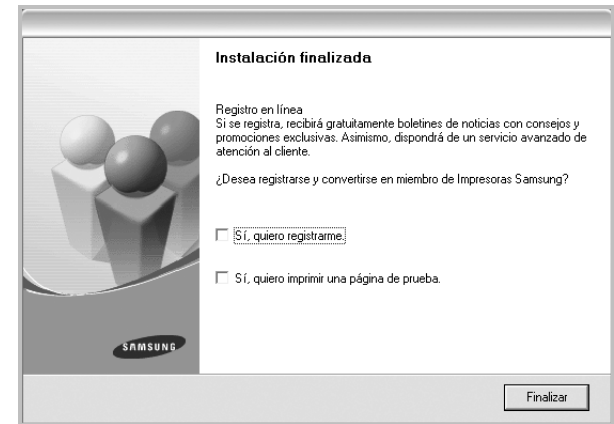 Instalación finalizada
Registro en línea
Si se registra, recibirá gratuitamente boletines de noticias con consejos y
promociones exclusivas. Asimismo, dispondrá de un servicio avanzado de
atención al cliente.
¿Desea registrarse y convertirse en miembro de Impresoras Samsung?
Sí, quiero registrarme.
Sí, quiero imprimir una página de prueba.
SAMSUNG
Finalizar